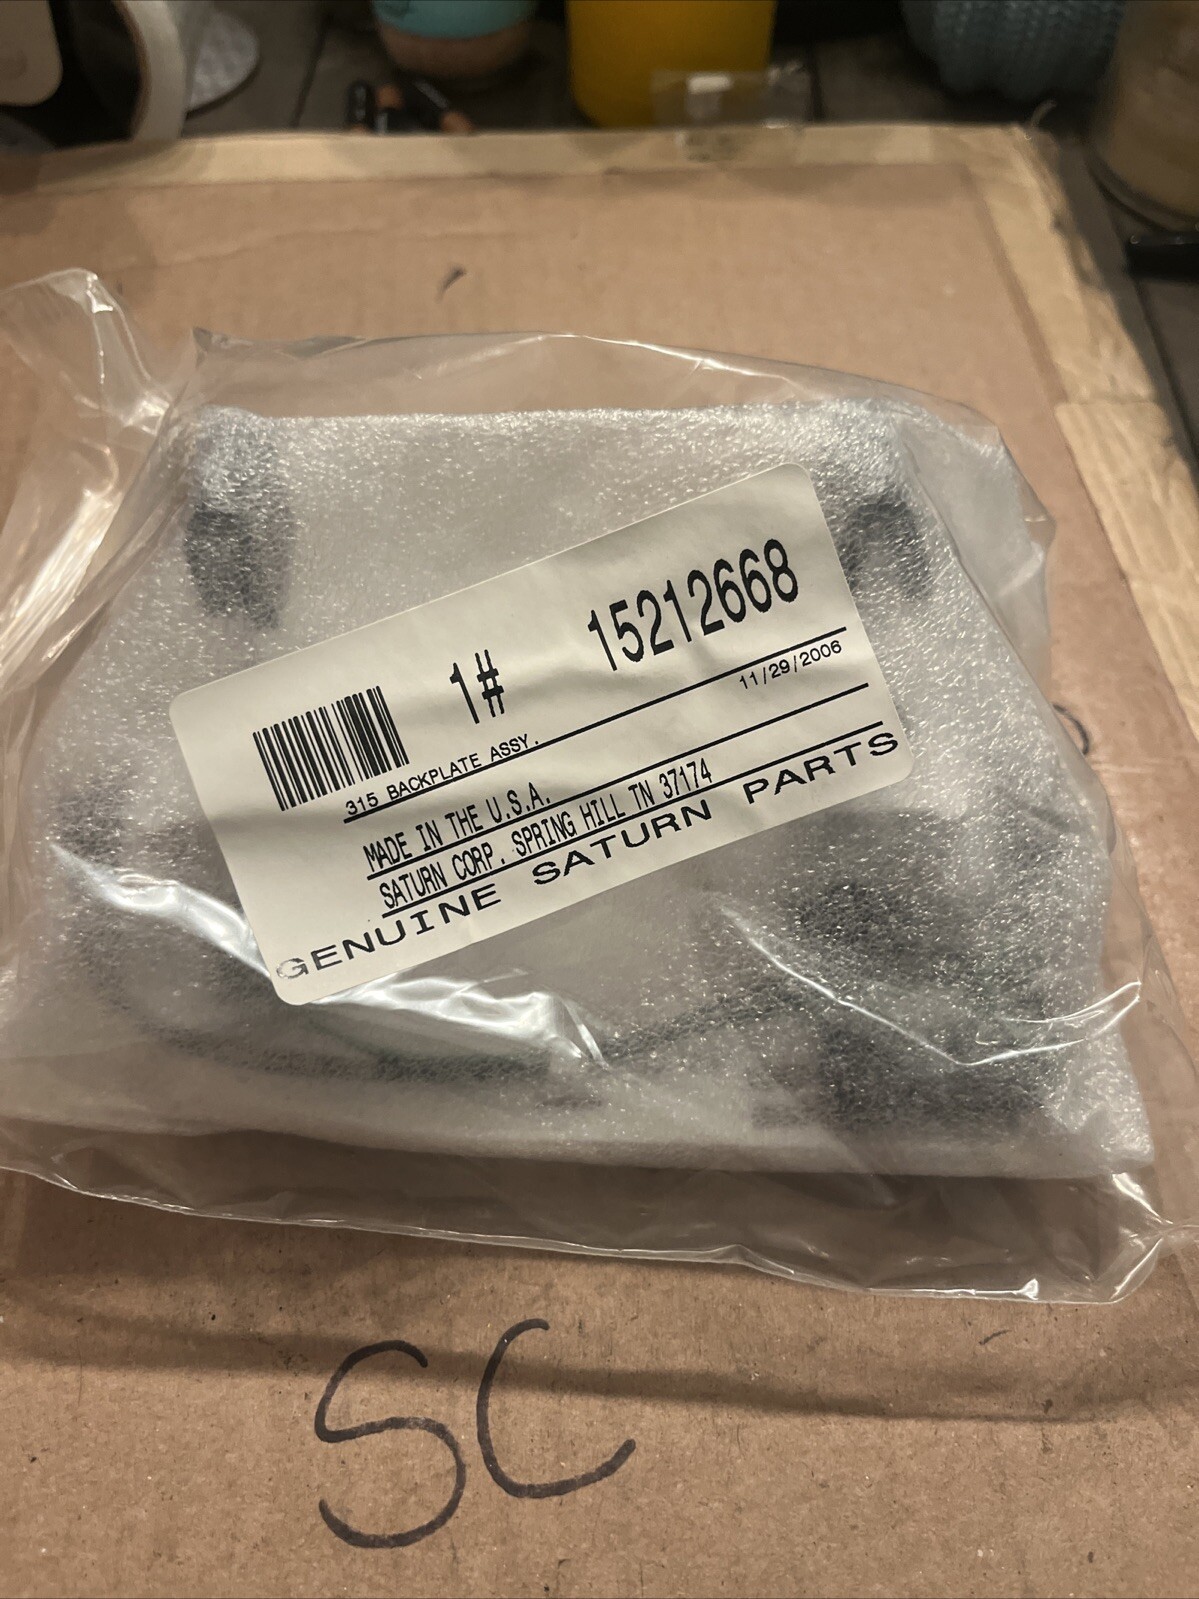 1# 15212668
315 BACKPLATE ASSY. 11/29/2006
MADE IN THE U.S.A.
SATURN CORP. SPRING HILL TN 37174
GENUINE SATURN PARTS
SC